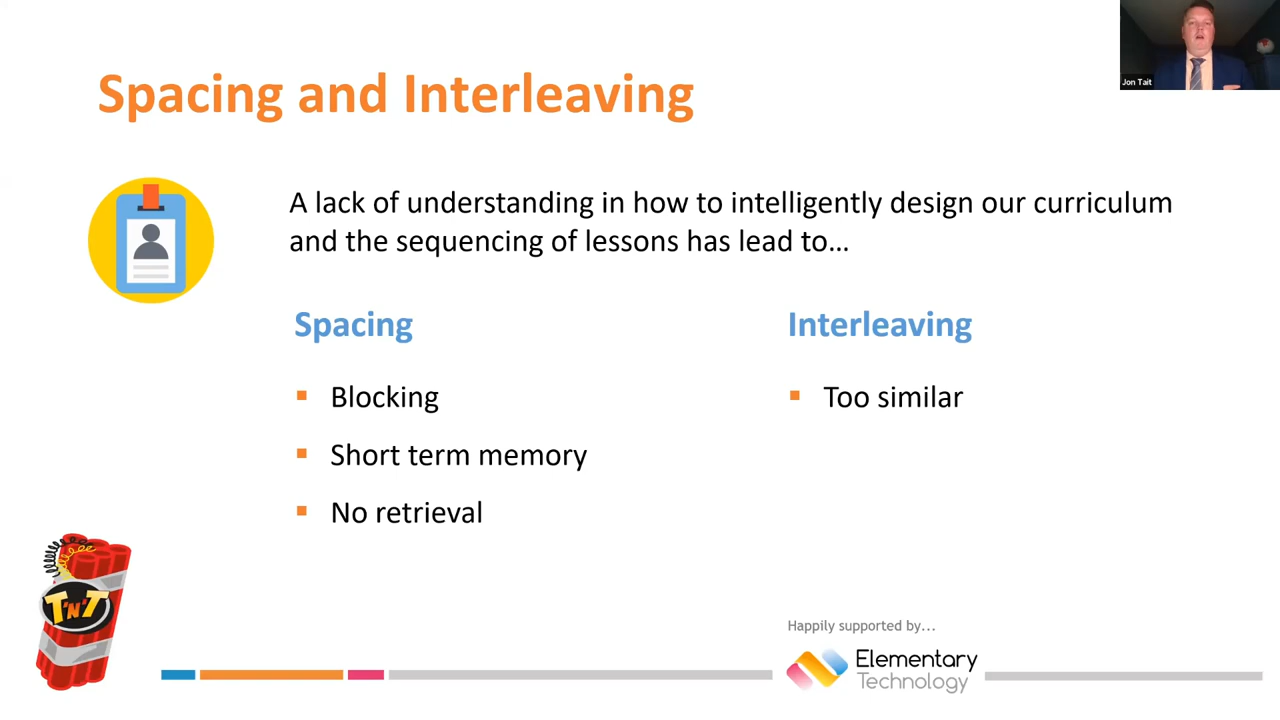 Jon Tait
Spacing and Interleaving
A lack of understanding in how to intelligently design our curriculum
and the sequencing of lessons has lead to...
Spacing
Blocking
Short term memory
No retrieval
Interleaving
Too similar
T'N'T
Happily supported by...
Elementary
Technology